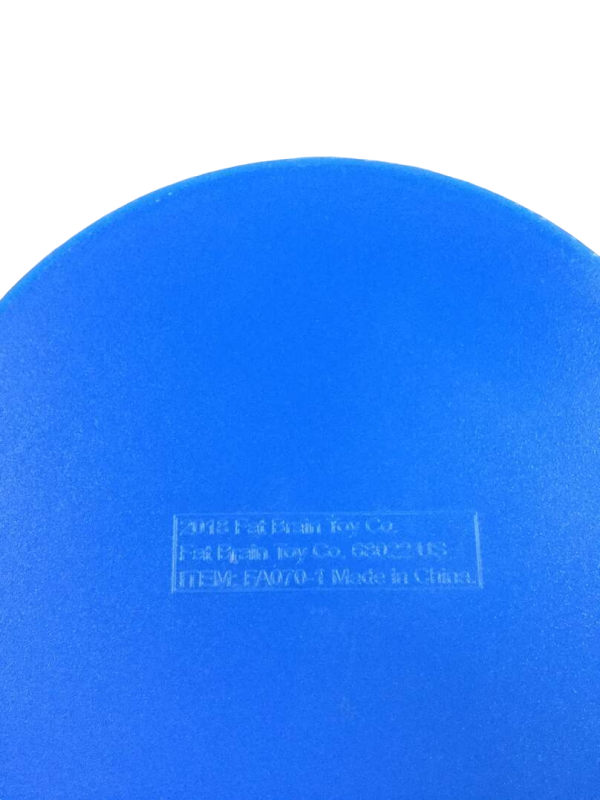 2018 Fat Brain Toy Co.
Fat Brain Toy Co. 68022 US
ITEM: FA070-1 Made in China.